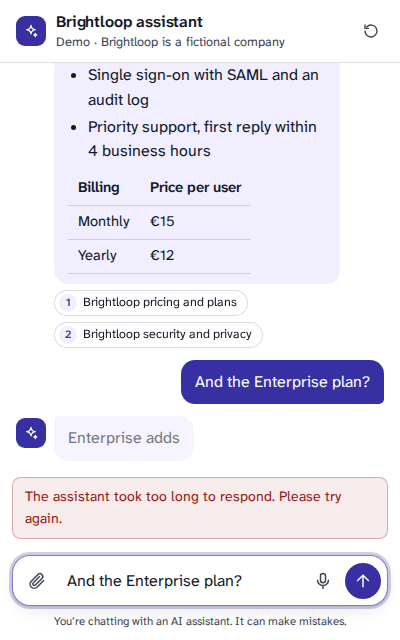 Brightloop assistant
Demo · Brightloop is a fictional company
Single sign-on with SAML and an
audit log
Priority support, first reply within
4 business hours
Billing Price per user
Monthly €15
Yearly €12
1 Brightloop pricing and plans
2 Brightloop security and privacy
And the Enterprise plan?
Enterprise adds
The assistant took too long to respond. Please try
again.
And the Enterprise plan?
You're chatting with an AI assistant. It can make mistakes.